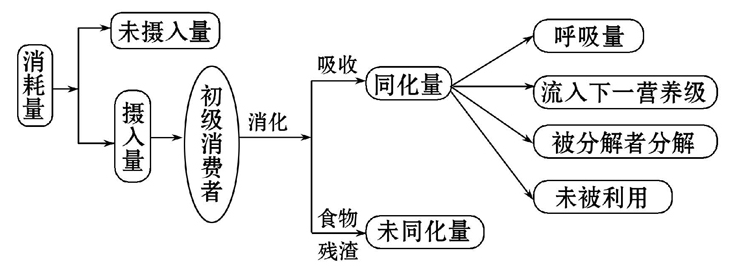 消耗量
未摄入量
摄入量
初级消费者
消化
吸收
同化量
呼吸量
流入下一营养级
被分解者分解
未被利用
食物
残渣
未同化量